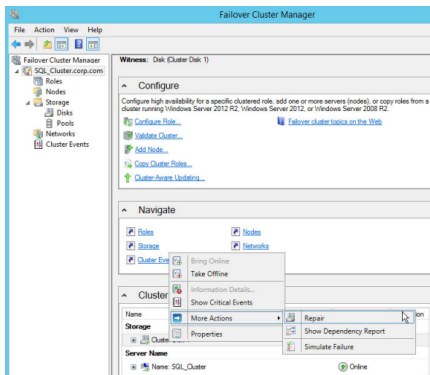 Failover Cluster Manager
File Action View Help
Failover Cluster Manager
SQL_Cluster.corp.com
Roles
Nodes
Storage
Disks
Pools
Networks
Cluster Events
Witness: Disk (Cluster Disk 1)
Configure
Configure high availability for a specific clustered role, add one or more servers (nodes), or copy roles from a
cluster running Windows Server 2012 R2, Windows Server 2012, or Windows Server 2008 R2.
Configure Role...
Failover cluster topics on the Web
Validate Cluster...
Add Node...
Copy Cluster Roles...
Cluster-Aware Updating...
Navigate
Roles
Nodes
Storage
Networks
Cluster Eve
Bring Online
Take Offline
Information Details...
Show Critical Events
More Actions
Properties
Repair
Show Dependency Report
Simulate Failure
Cluster
Name
Storage
Cluste
Server Name
Name: SQL_Cluster
Online